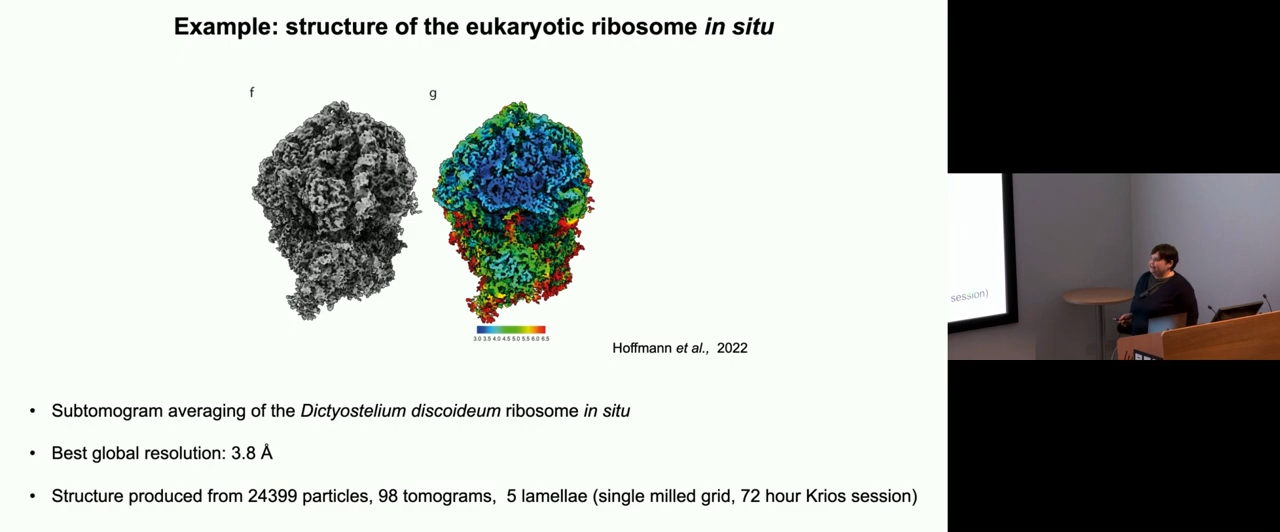 Example: structure of the eukaryotic ribosome in situ
f
g
3.0 3.5 4.0 4.5 5.0 5.5 6.0 6.5
Hoffmann et al., 2022
• Subtomogram averaging of the Dictyostelium discoideum ribosome in situ
• Best global resolution: 3.8 Å
• Structure produced from 24399 particles, 98 tomograms, 5 lamellae (single milled grid, 72 hour Krios session)
session)